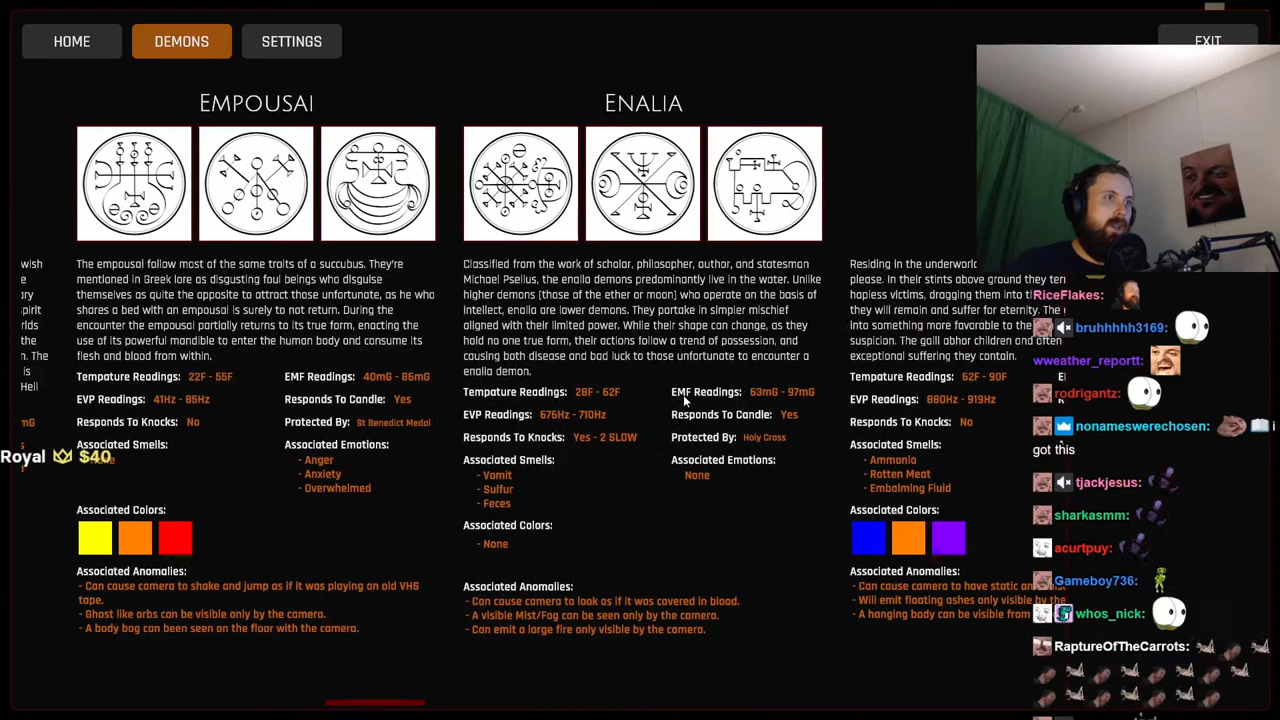 HOME
DEMONS
SETTINGS
EXIT
EMPOUSAI
The empousai follow most of the same traits of a succubus. They're
mentioned in Greek lore as disgusting foul beings who disguise
themselves as quite the opposite to attract those unfortunate, as he who
shares a bed with an empousai is surely to not return. During the
encounter the empousai partially returns to its true form, enacting the
use of its powerful mandible to enter the human body and consume its
flesh and blood from within.
Tempature Readings: 22F - 55F
EMF Readings: 40mG - 86mG
EVP Readings: 41Hz - 85Hz
Responds To Candle: Yes
Responds To Knocks: No
Protected By: St Benedict Medal
Associated Smells:
Associated Emotions:
- Anger
- Anxiety
- Overwhelmed
Associated Colors:
Associated Anomalies:
- Can cause camera to shake and jump as if it was playing an old VHS
tape.
- Ghost like orbs can be visible only by the camera.
- A body bag can been seen on the floor with the camera.
ENALIA
Classified from the work of scholar, philosopher, author, and statesman
Michael Psellus, the enalla demons predominantly live in the water. Unlike
higher demons (those of the ether or moon) who operate on the basis of
intellect, enalia are lower demons. They partake in simpler mischief
aligned with their limited power. While their shape can change, as they
hold no one true form, their actions follow a trend of possession, and
causing both disease and bad luck to those unfortunate to encounter a
enalia demon.
Tempature Readings: 28F - 62F
EMF Readings: 63mG - 97mG
EVP Readings: 676Hz - 710Hz
Responds To Candle: Yes
Responds To Knocks: Yes - 2 SLOW
Protected By: Holy Cross
Associated Smells:
- Vomit
- Sulfur
- Feces
Associated Emotions:
None
Associated Colors:
- None
Associated Anomalies:
- Can cause camera to look as if it was covered in blood.
- A visible Mist/Fog can be seen only by the camera.
- Can emit a large fire only visible by the camera.
Residing in the underworld
please. In their stints above ground they ten
hapless victims, dragging them into t
they will remain and suffer for eternity. The
into something more favorable to the
suspicion. The gaill abhor children and often
exceptional suffering they contain.
Tempature Readings: 62F - 90F
EVP Readings: 880Hz - 919Hz
Responds To Knocks: No
Associated Smells:
- Ammonia
- Rotten Meat
- Embalming Fluid
Associated Colors:
Associated Anomalies:
- Can cause camera to have static an
- Will emit floating ashes only visible by the
- A hanging body can be visible from
wish
ary
spirit
rlds
the
n. The
is
Hell
mG
Royal $40
RiceFlakes:
bruhhhhh3169:
wweather_reportt:
rodrigantz:
nonameswerechosen: i
got this
tjackjesus:
sharkasmm:
acurtpuy:
Gameboy736:
whos_nick:
RaptureOfTheCarrots: